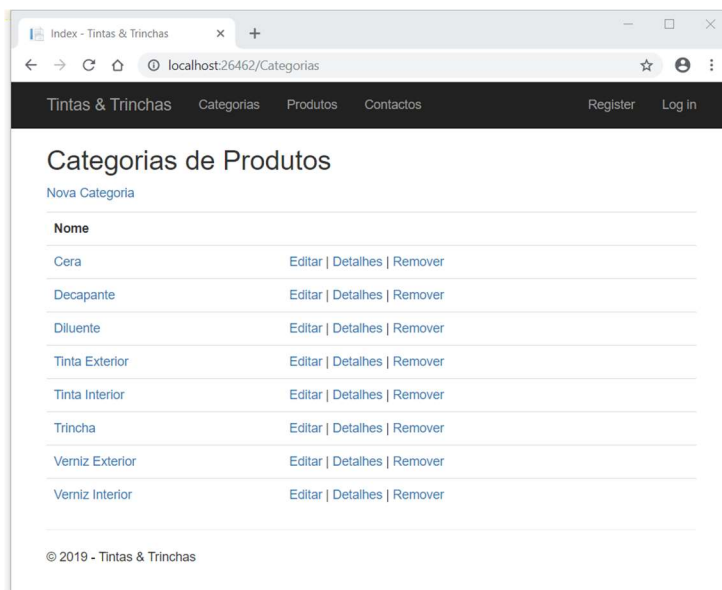 Index - Tintas & Trinchas
localhost:26462/Categorias
Tintas & Trinchas Categorias Produtos Contactos Register Log in
Categorias de Produtos
Nova Categoria
Nome
Cera Editar | Detalhes | Remover
Decapante Editar | Detalhes | Remover
Diluente Editar | Detalhes | Remover
Tinta Exterior Editar | Detalhes | Remover
Tinta Interior Editar | Detalhes | Remover
Trincha Editar | Detalhes | Remover
Verniz Exterior Editar | Detalhes | Remover
Verniz Interior Editar | Detalhes | Remover
© 2019 - Tintas & Trinchas